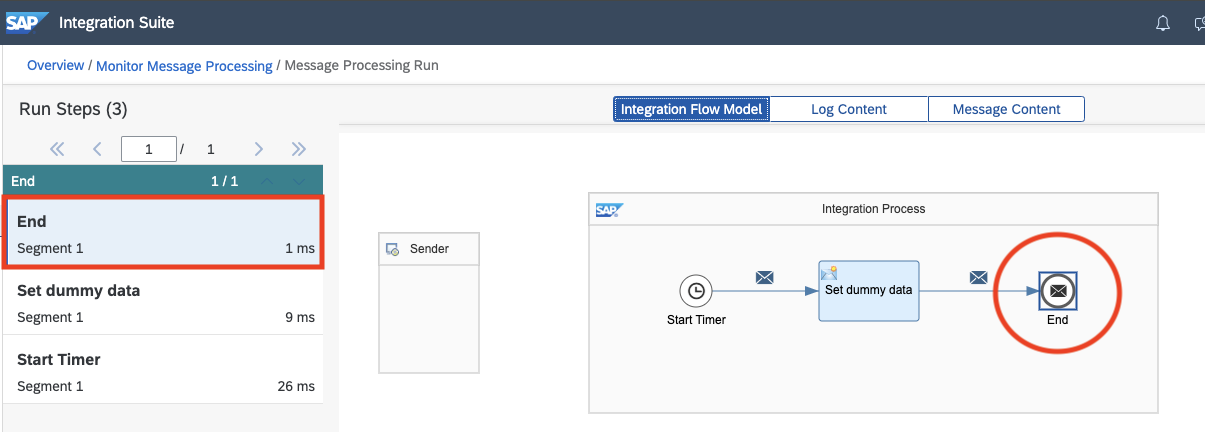 SAP Integration Suite
Overview / Monitor Message Processing / Message Processing Run
Run Steps (3)
1 / 1
End 1 / 1
End
Segment 1 1 ms
Set dummy data
Segment 1 9 ms
Start Timer
Segment 1 26 ms
Integration Flow Model Log Content Message Content
Sender
SAP Integration Process
Start Timer
Set dummy data
End